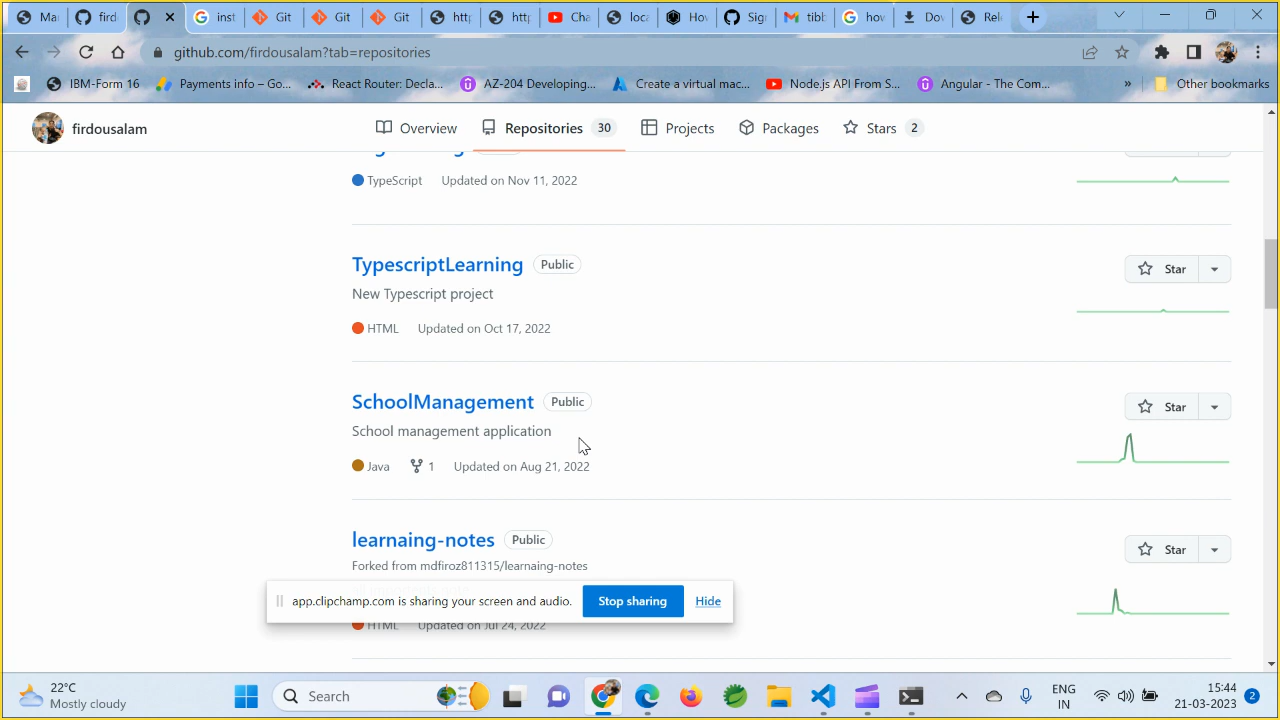 Ma
fird
inst
Git
Git
Git
http
http
Cha
loca
Hov
Sign
tibb
how
Dov
Rele
github.com/firdousalam?tab=repositories
IBM-Form 16
Payments info – Go...
React Router: Decla...
AZ-204 Developing...
Create a virtual mac...
Node.js API From S...
Angular - The Com...
»
Other bookmarks
firdousalam
Overview
Repositories 30
Projects
Packages
Stars 2
TypeScript Updated on Nov 11, 2022
TypescriptLearning Public
Star
New Typescript project
HTML Updated on Oct 17, 2022
SchoolManagement Public
Star
School management application
Java 1 Updated on Aug 21, 2022
learnaing-notes Public
Star
Forked from mdfiroz811315/learnaing-notes
app.clipchamp.com is sharing your screen and audio. Stop sharing Hide
HTML Updated on Jul 24, 2022
22°C
Mostly cloudy
Search
ENG
IN
15:44
21-03-2023
2